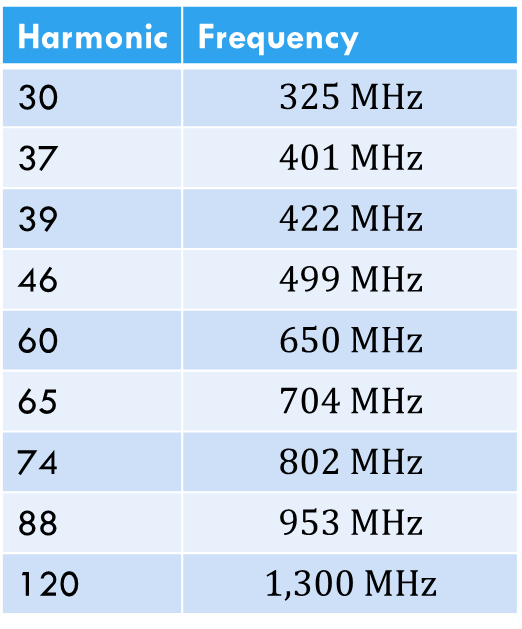 Harmonic Frequency
30 325 MHz
37 401 MHz
39 422 MHz
46 499 MHz
60 650 MHz
65 704 MHz
74 802 MHz
88 953 MHz
120 1,300 MHz